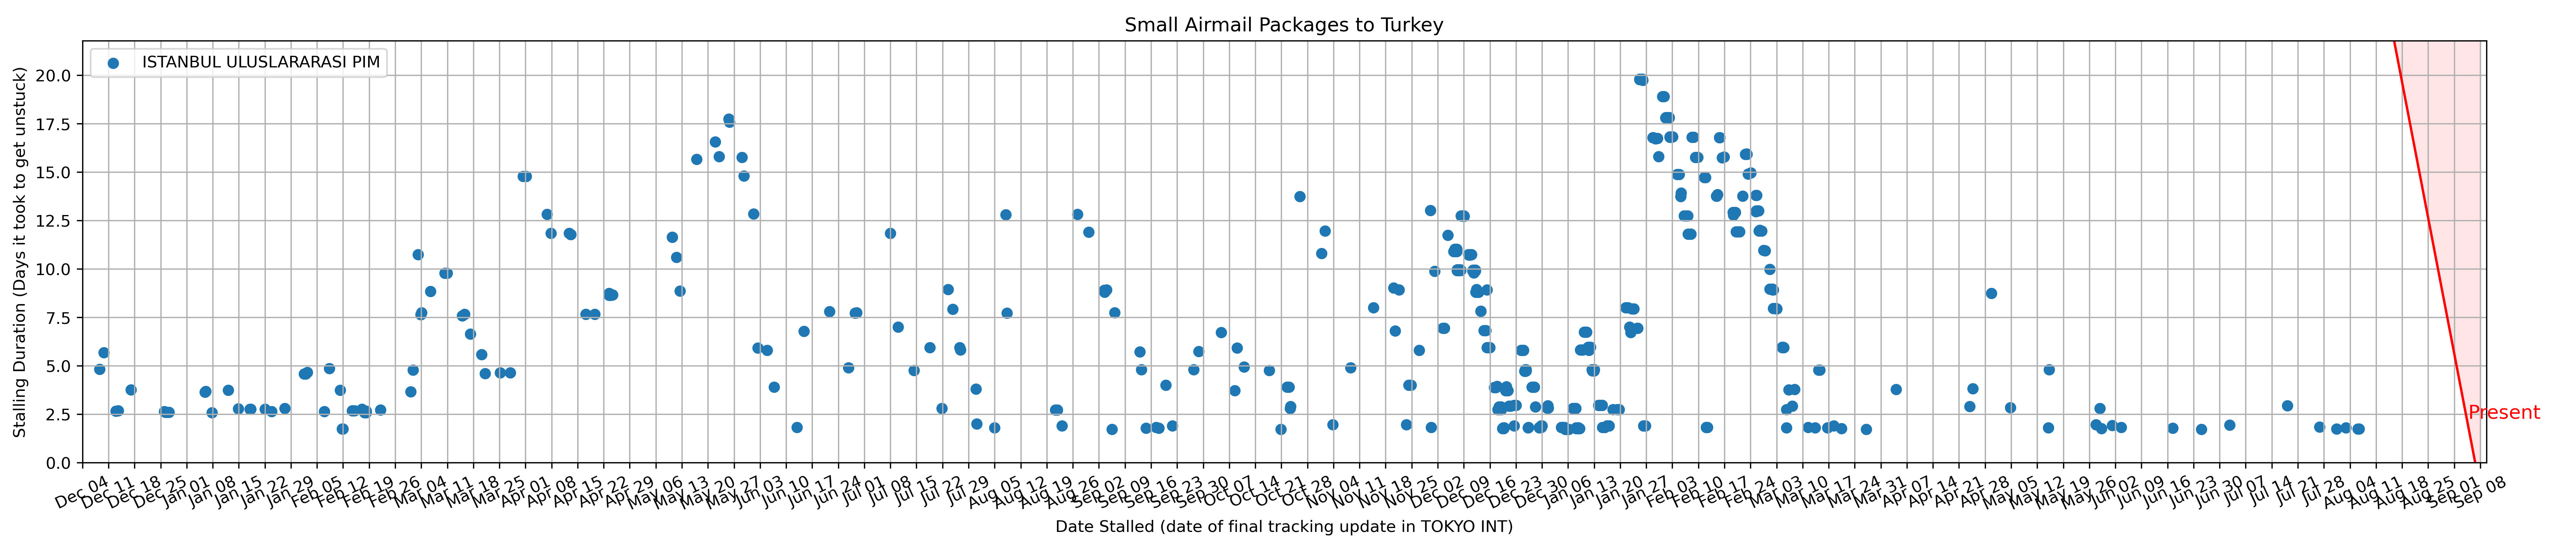 Small Airmail Packages to Turkey
ISTANBUL ULUSLARARASI PIM
Stalling Duration (Days it took to get unstuck)
20.0
17.5
15.0
12.5
10.0
7.5
5.0
2.5
0.0
Present
Dec 04 Dec 11 Dec 18 Dec 25 Jan 01 Jan 08 Jan 15 Jan 22 Jan 29 Feb 05 Feb 12 Feb 19 Feb 26 Mar 04 Mar 11 Mar 18 Mar 25 Apr 01 Apr 08 Apr 15 Apr 22 Apr 29 May 06 May 13 May 20 May 27 Jun 03 Jun 10 Jun 17 Jun 24 Jul 01 Jul 08 Jul 15 Jul 22 Jul 29 Aug 05 Aug 12 Aug 19 Aug 26 Sep 02 Sep 09 Sep 16 Sep 23 Sep 30 Oct 07 Oct 14 Oct 21 Oct 28 Nov 04 Nov 11 Nov 18 Nov 25 Dec 02 Dec 09 Dec 16 Dec 23 Dec 30 Jan 06 Jan 13 Jan 20 Jan 27 Feb 03 Feb 10 Feb 17 Feb 24 Mar 03 Mar 10 Mar 17 Mar 24 Mar 31 Apr 07 Apr 14 Apr 21 Apr 28 May 05 May 12 May 19 May 26 Jun 02 Jun 09 Jun 16 Jun 23 Jun 30 Jul 07 Jul 14 Jul 21 Jul 28 Aug 04 Aug 11 Aug 18 Aug 25 Sep 01 Sep 08
Date Stalled (date of final tracking update in TOKYO INT)